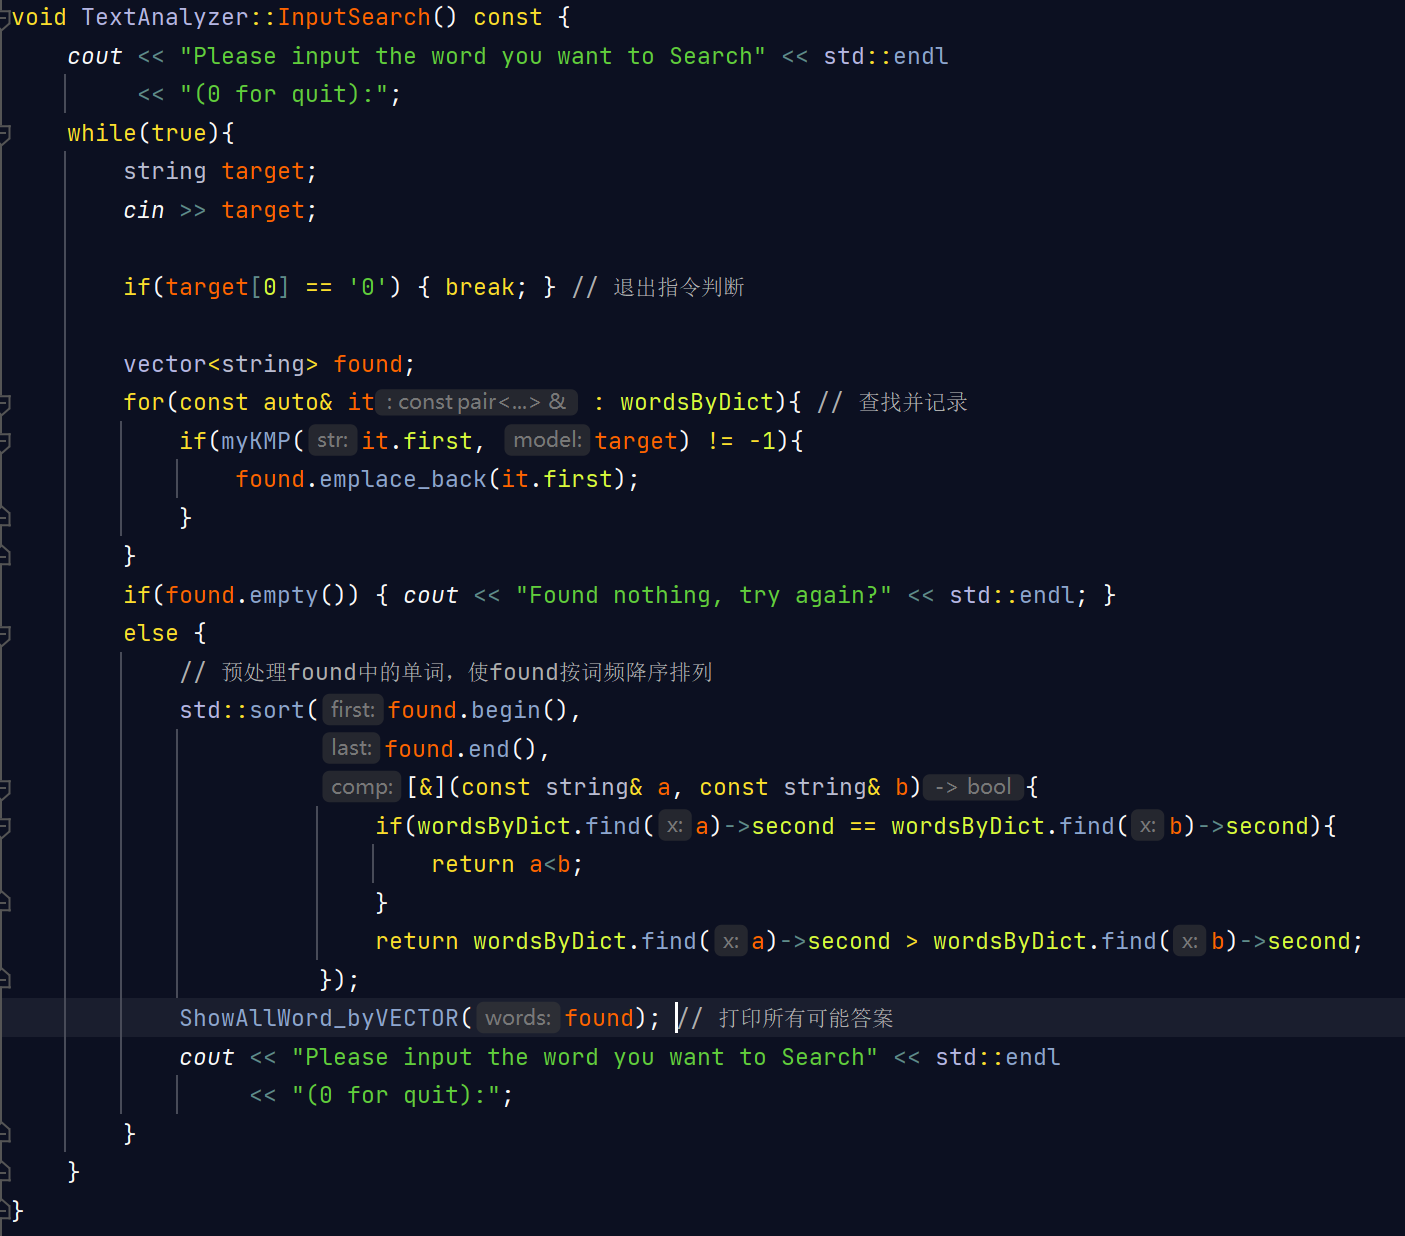 void TextAnalyzer::InputSearch() const {
    cout << "Please input the word you want to Search" << std::endl
         << "(0 for quit):";
    while(true){
        string target;
        cin >> target;

        if(target[0] == '0') { break; } // 退出指令判断

        vector<string> found;
        for(const auto& it : const pair<...> & : wordsByDict){ // 查找并记录
            if(myKMP( str: it.first, model: target) != -1){
                found.emplace_back(it.first);
            }
        }
        if(found.empty()) { cout << "Found nothing, try again?" << std::endl; }
        else {
            // 预处理found中的单词，使found按词频降序排列
            std::sort( first: found.begin(),
                      last: found.end(),
                      comp: [&](const string& a, const string& b) -> bool {
                          if(wordsByDict.find( x: a)->second == wordsByDict.find( x: b)->second){
                              return a<b;
                          }
                          return wordsByDict.find( x: a)->second > wordsByDict.find( x: b)->second;
                      });
            ShowAllWord_byVECTOR( words: found); // 打印所有可能答案
            cout << "Please input the word you want to Search" << std::endl
                 << "(0 for quit):";
        }
    }
}